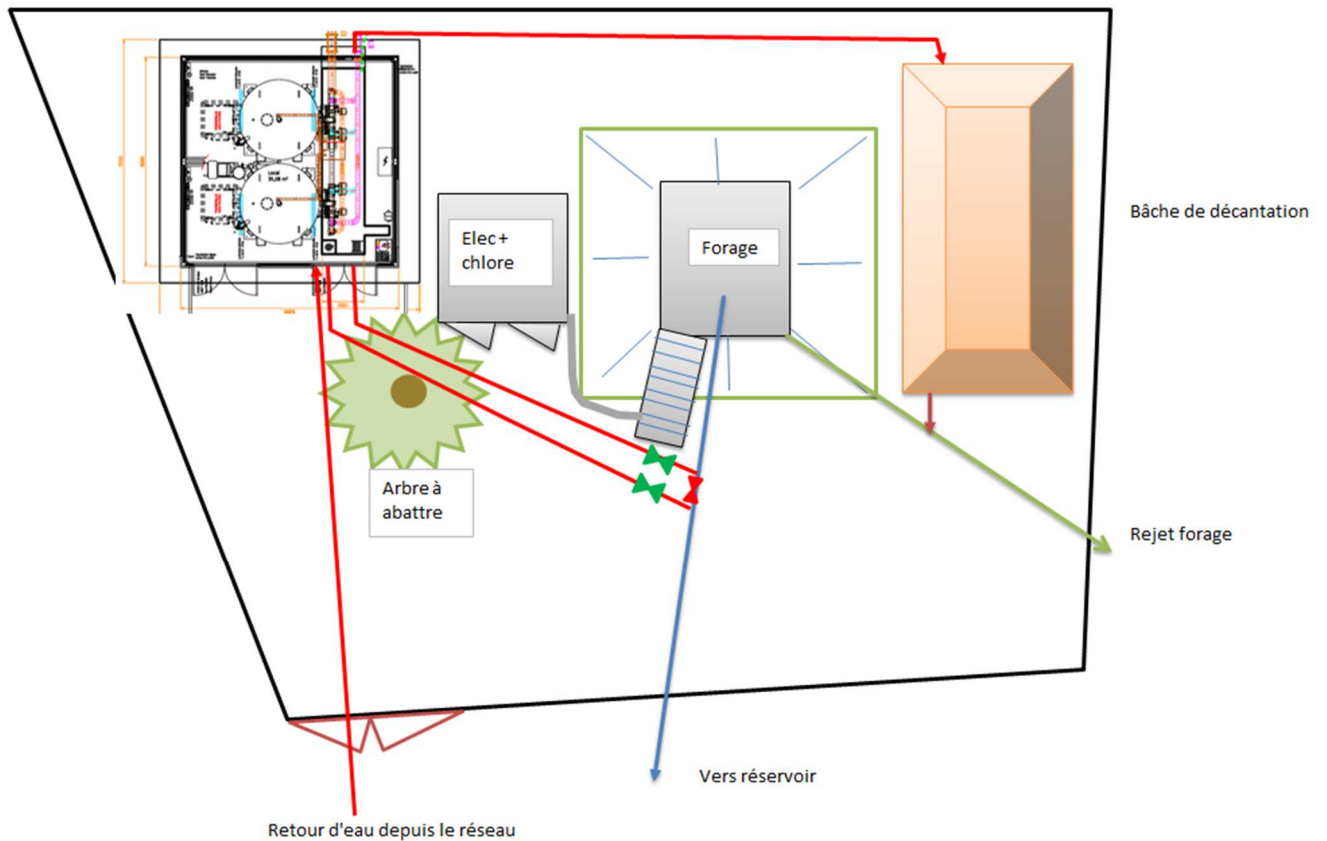 Elec +
chlore
Forage
Bâche de décantation
Arbre à
abattre
Rejet forage
Vers réservoir
Retour d'eau depuis le réseau